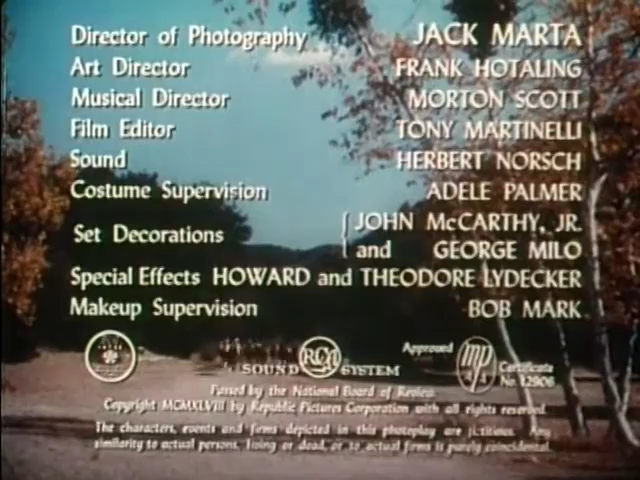 Director of Photography JACK MARTA
Art Director FRANK HOTALING
Musical Director MORTON SCOTT
Film Editor TONY MARTINELLI
Sound HERBERT NORSCH
Costume Supervision ADELE PALMER
Set Decorations JOHN McCARTHY, JR.
and GEORGE MILO
Special Effects HOWARD and THEODORE LYDECKER
Makeup Supervision BOB MARK
SOUND RCA SYSTEM
Approved MPAA Certificate
No. 12906
Passed by the National Board of Review
Copyright MCMXLVIII by Republic Pictures Corporation with all rights reserved.
The characters, events and firms depicted in this photoplay are fictitious. Any
similarity to actual persons, living or dead, or to actual firms is purely coincidental.